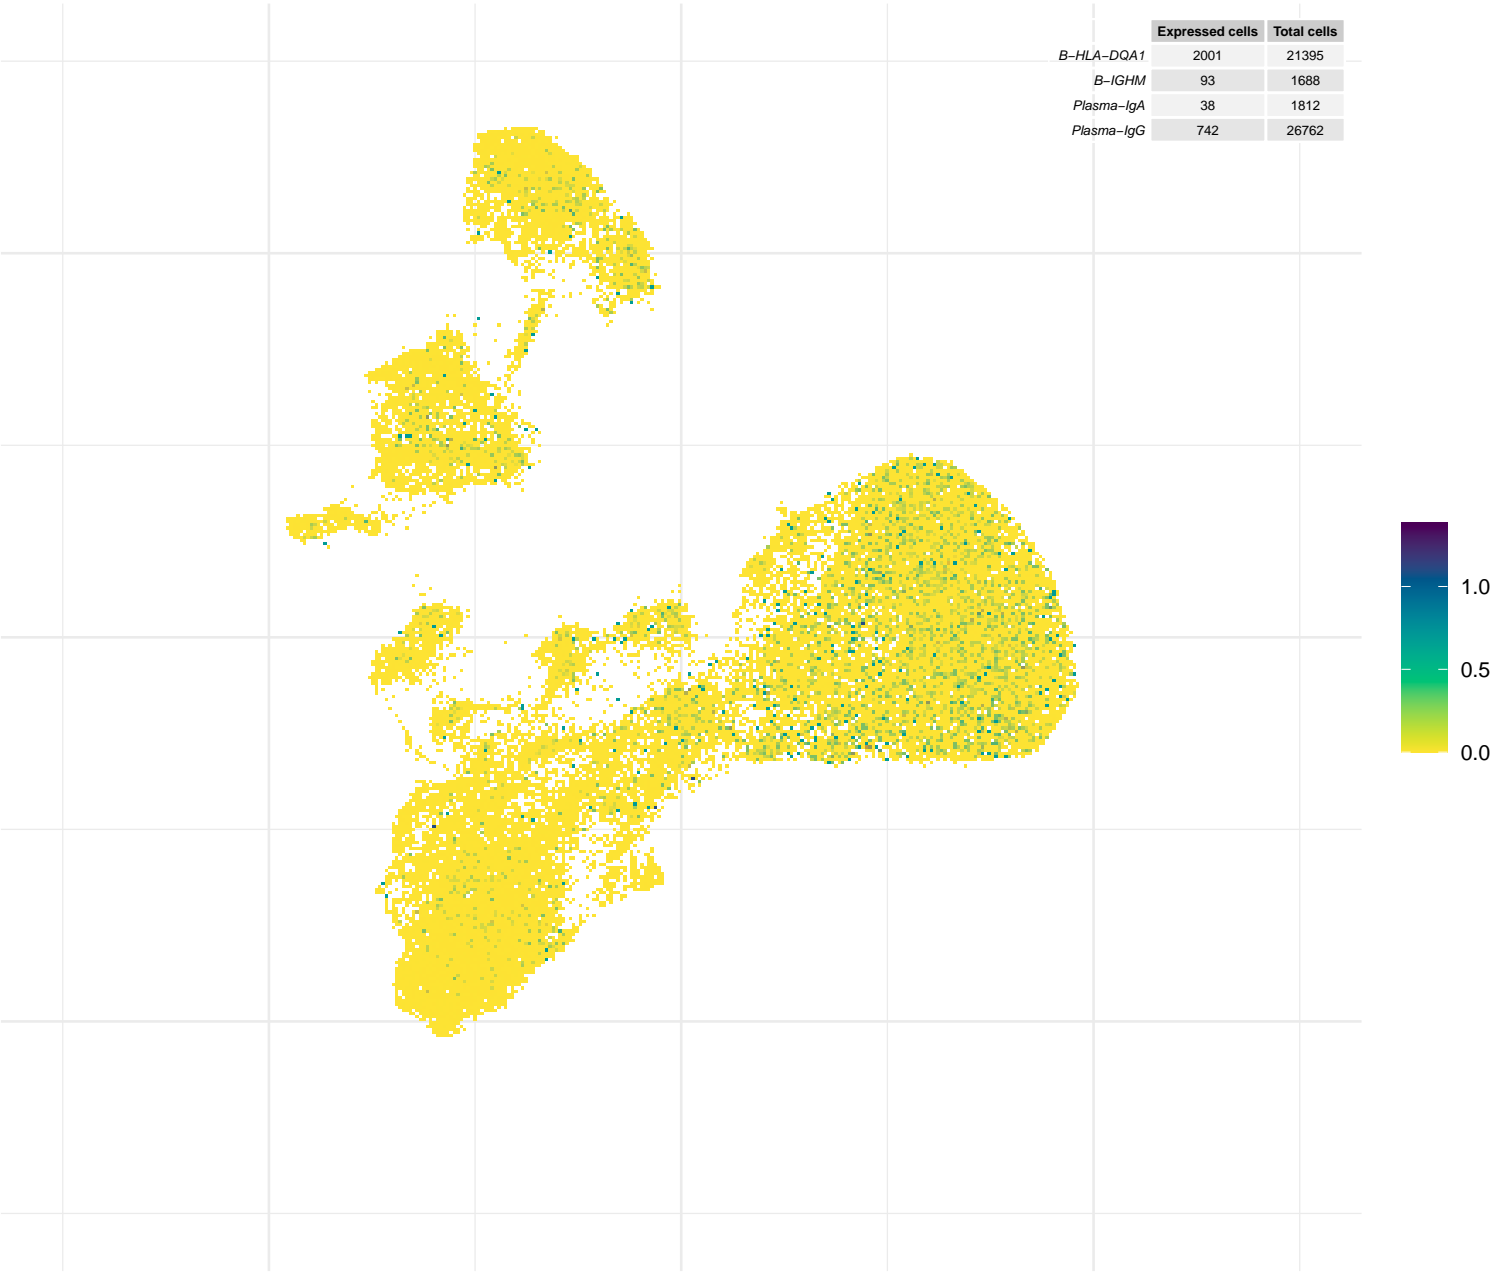 Expressed cells Total cells
B−HLA−DQA1 2001 21395
B−IGHM 93 1688
Plasma−IgA 38 1812
Plasma−IgG 742 26762
1.0
0.5
0.0